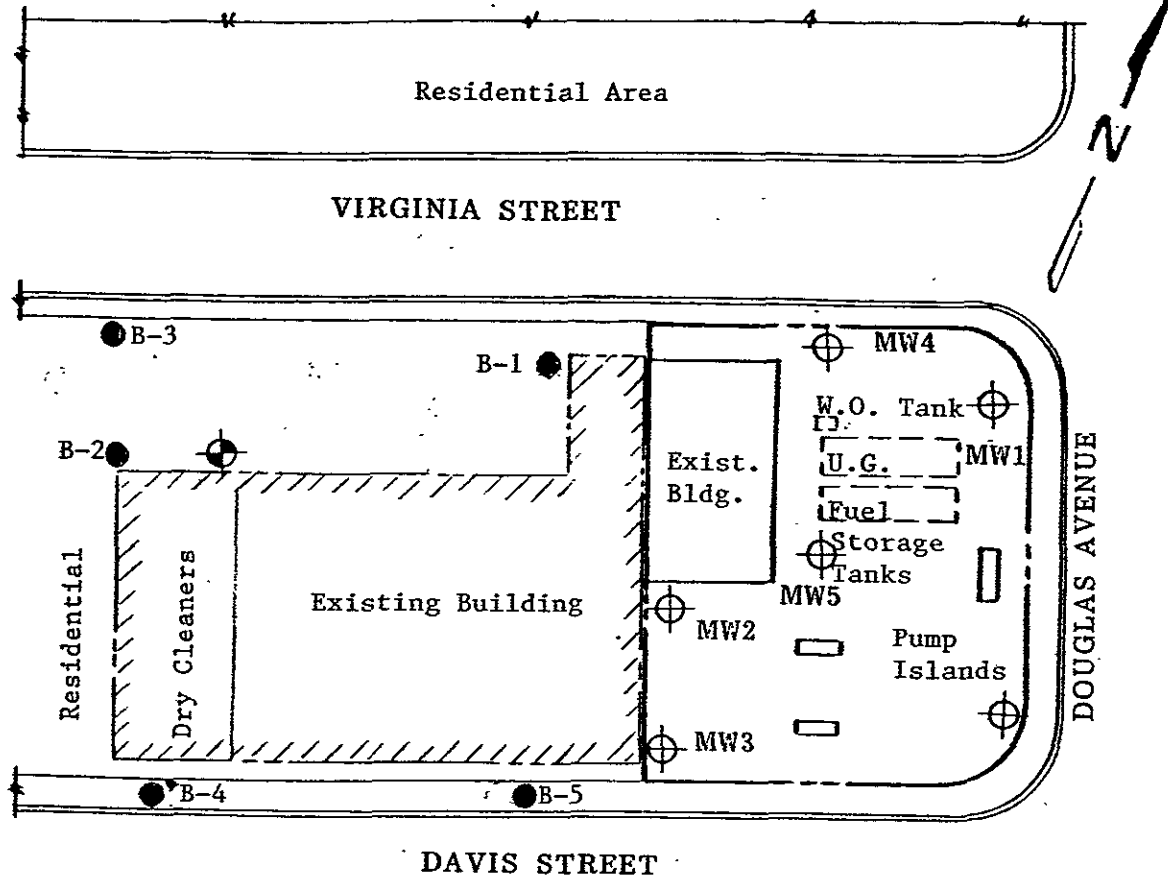 Residential Area
N
VIRGINIA STREET
B-3
B-1
MW4
W.O. Tank
B-2
MW1
Exist.
Bldg.
U.G.
Fuel
Storage
Tanks
MW5
Residential
Dry Cleaners
Existing Building
MW2
Pump
Islands
DOUGLAS AVENUE
MW3
B-4
B-5
DAVIS STREET